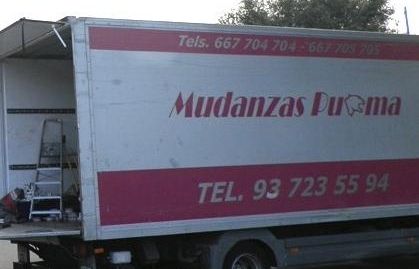 Tels. 667 704 704 - 667 705 705
Mudanzas Puma
TEL. 93 723 55 94